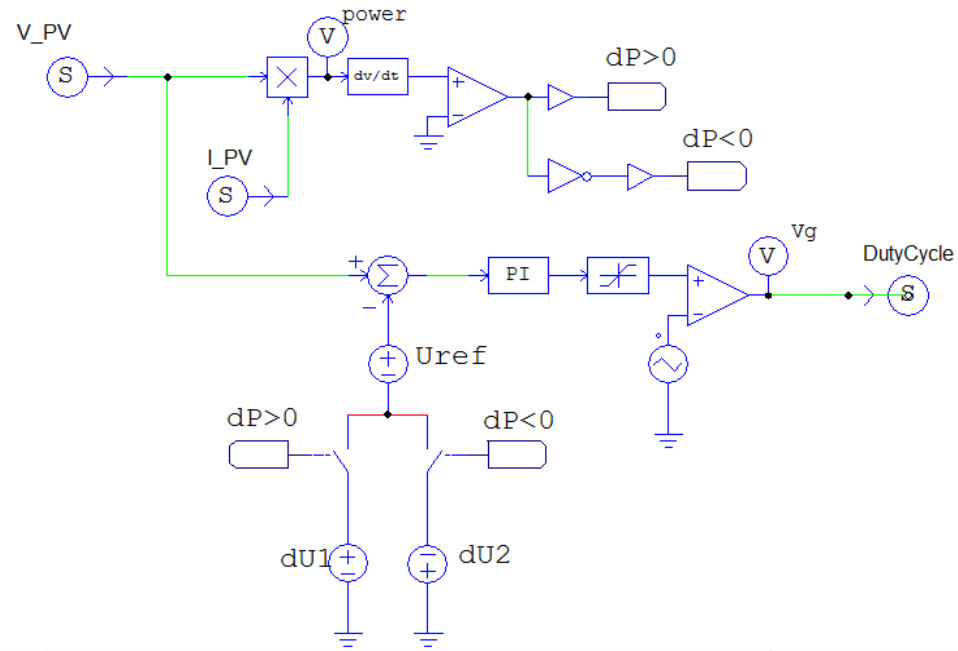 power
V_PV
V
S
dv/dt
dP>0
+
−
I_PV
S
dP<0
Vg
V
DutyCycle
+
Σ
−
PI
+
−
S
+
−
Uref
dP>0
dP<0
dU1
+
−
−
+
dU2